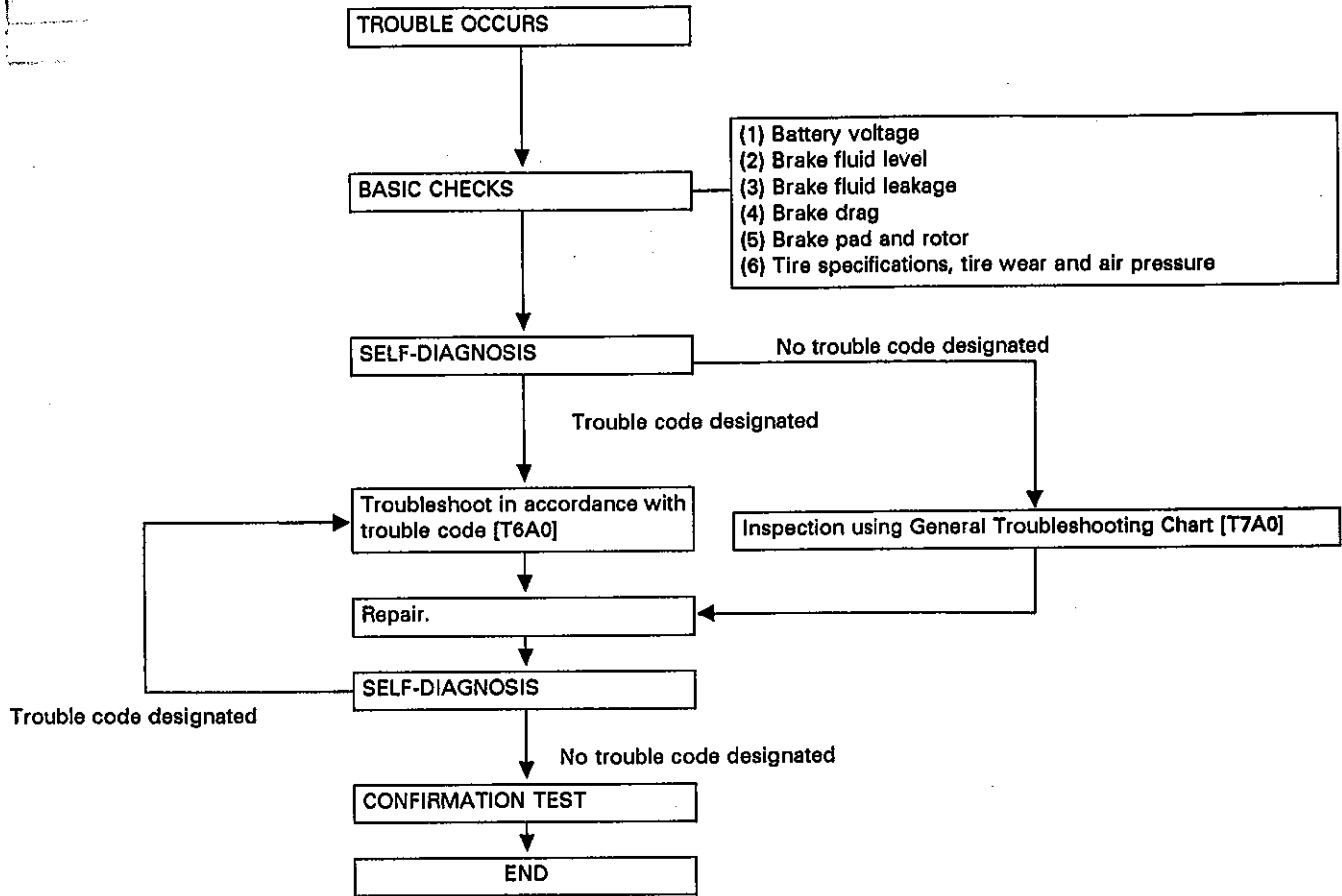 TROUBLE OCCURS
BASIC CHECKS
(1) Battery voltage
(2) Brake fluid level
(3) Brake fluid leakage
(4) Brake drag
(5) Brake pad and rotor
(6) Tire specifications, tire wear and air pressure
SELF-DIAGNOSIS
No trouble code designated
Trouble code designated
Troubleshoot in accordance with
trouble code [T6A0]
Inspection using General Troubleshooting Chart [T7A0]
Repair.
SELF-DIAGNOSIS
Trouble code designated
No trouble code designated
CONFIRMATION TEST
END